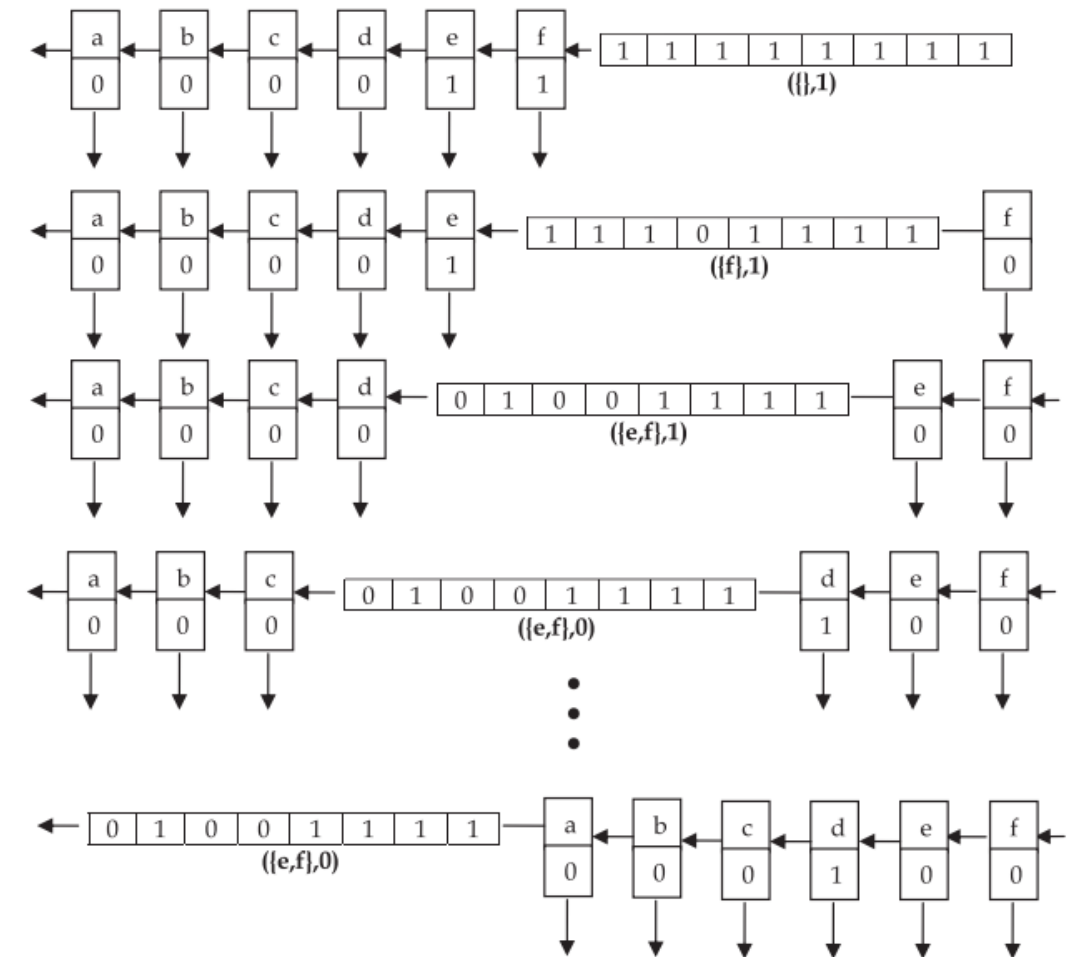 a b c d e f 1 1 1 1 1 1 1 1
0 0 0 0 1 1
({},1)
a b c d e 1 1 1 0 1 1 1 1 f
0 0 0 0 1 0
({f},1)
a b c d 0 1 0 0 1 1 1 1 e f
0 0 0 0 0 0
({e,f},1)
a b c 0 1 0 0 1 1 1 1 d e f
0 0 0 1 0 0
({e,f},0)
0 1 0 0 1 1 1 1 a b c d e f
({e,f},0)
0 0 0 1 0 0